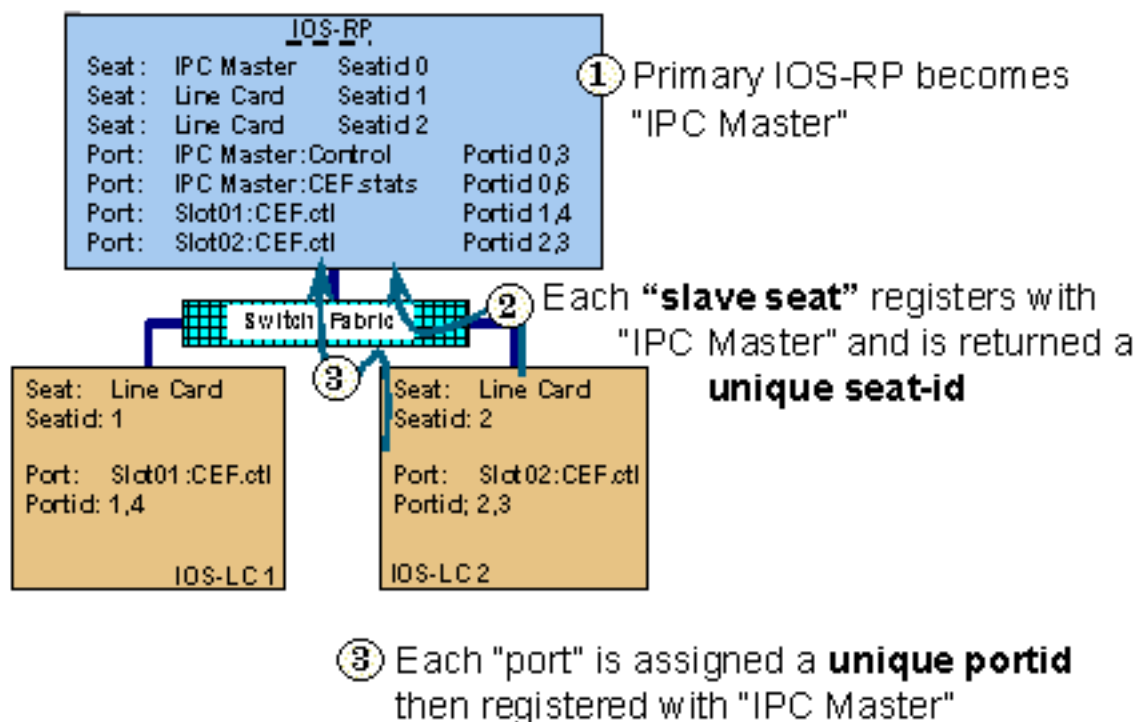 IOS-RP
Seat: IPC Master Seatid 0
Seat: Line Card Seatid 1
Seat: Line Card Seatid 2
Port: IPC Master:Control Portid 0,3
Port: IPC Master:CEF.stats Portid 0,6
Port: Slot01:CEF.ctl Portid 1,4
Port: Slot02:CEF.ctl Portid 2,3
1 Primary IOS-RP becomes
"IPC Master"
Switch Fabric
2 Each “slave seat” registers with
"IPC Master" and is returned a
unique seat-id
3
Seat: Line Card
Seatid: 1
Port: Slot01:CEF.ctl
Portid: 1,4
IOS-LC 1
Seat: Line Card
Seatid: 2
Port: Slot02:CEF.ctl
Portid; 2,3
IOS-LC 2
3 Each "port" is assigned a unique portid
then registered with "IPC Master"